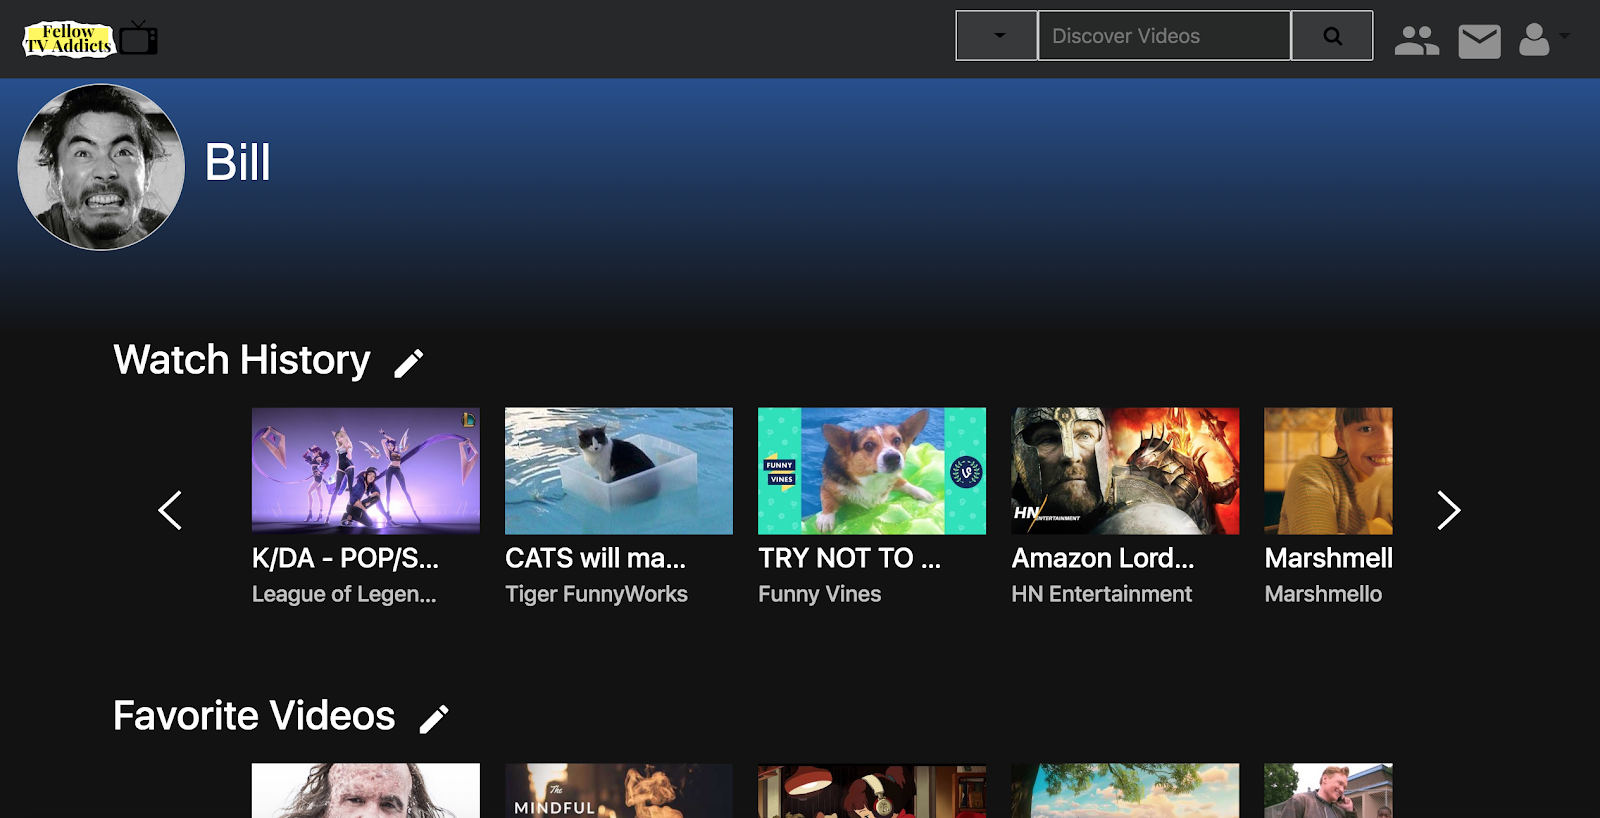 Fellow
TV Addicts
Discover Videos
Bill
Watch History
FUNNY
VINES
HN
ENTERTAINMENT
K/DA - POP/S...
CATS will ma...
TRY NOT TO ...
Amazon Lord...
Marshmell
League of Legen...
Tiger FunnyWorks
Funny Vines
HN Entertainment
Marshmello
Favorite Videos
The
MINDFUL